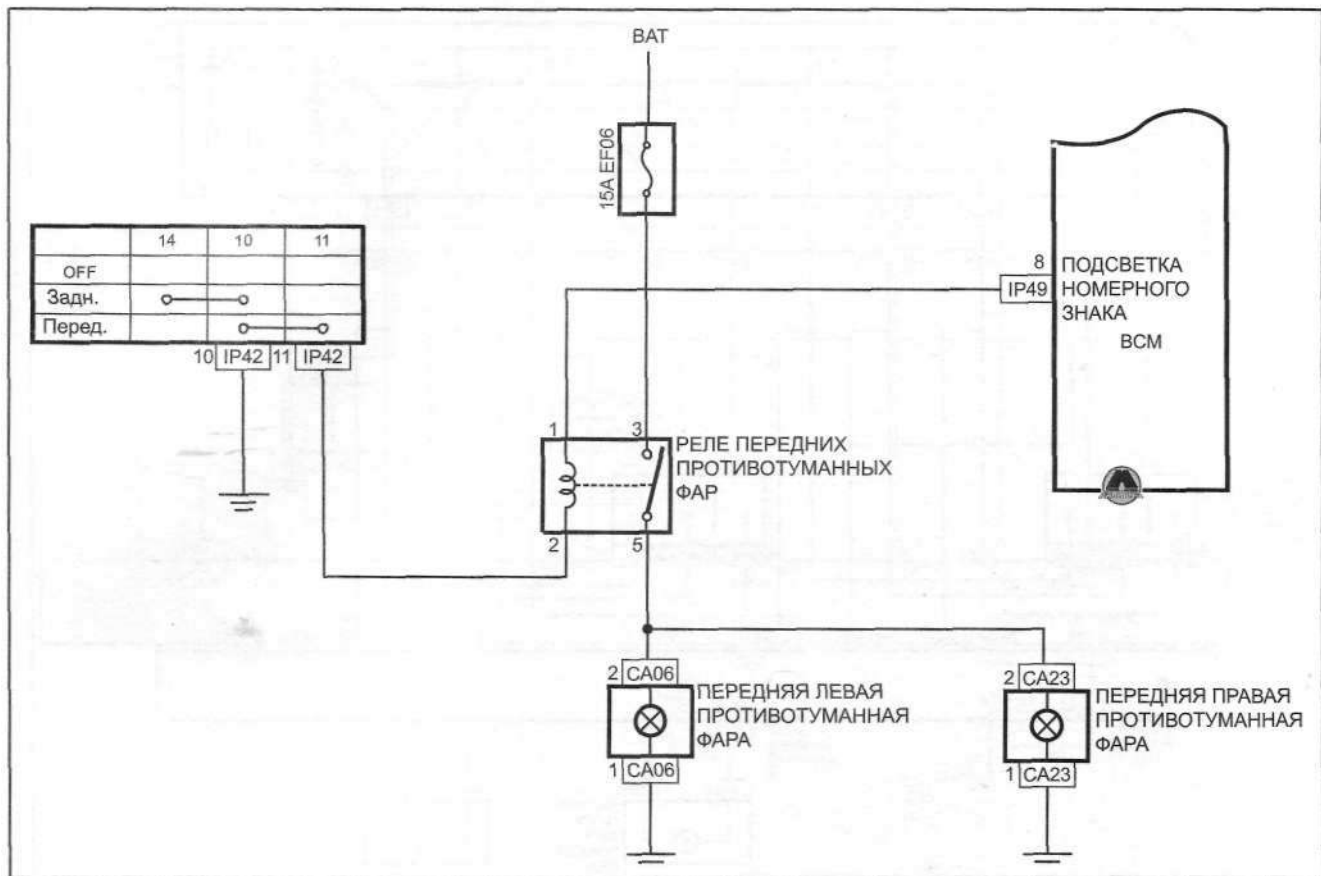 BAT
15A EF06
14 10 11
OFF
Задн.
Перед.
10 IP42 11 IP42
8
IP49
ПОДСВЕТКА
НОМЕРНОГО
ЗНАКА
BCM
1 3
РЕЛЕ ПЕРЕДНИХ
ПРОТИВОТУМАННЫХ
ФАР
2 5
2 CA06
ПЕРЕДНЯЯ ЛЕВАЯ
ПРОТИВОТУМАННАЯ
ФАРА
1 CA06
2 CA23
ПЕРЕДНЯЯ ПРАВАЯ
ПРОТИВОТУМАННАЯ
ФАРА
1 CA23